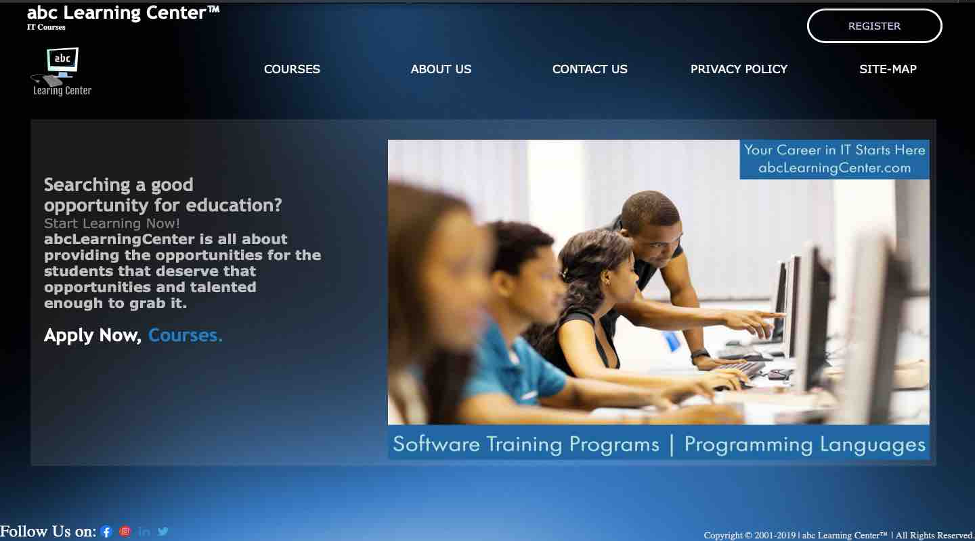 abc Learning Center™
IT Courses
REGISTER
abc
Learing Center
COURSES ABOUT US CONTACT US PRIVACY POLICY SITE-MAP
Searching a good
opportunity for education?
Start Learning Now!
abcLearningCenter is all about
providing the opportunities for the
students that deserve that
opportunities and talented
enough to grab it.
Apply Now, Courses.
Your Career in IT Starts Here
abcLearningCenter.com
Software Training Programs | Programming Languages
Follow Us on:
Copyright © 2001-2019 | abc Learning Center™ | All Rights Reserved.